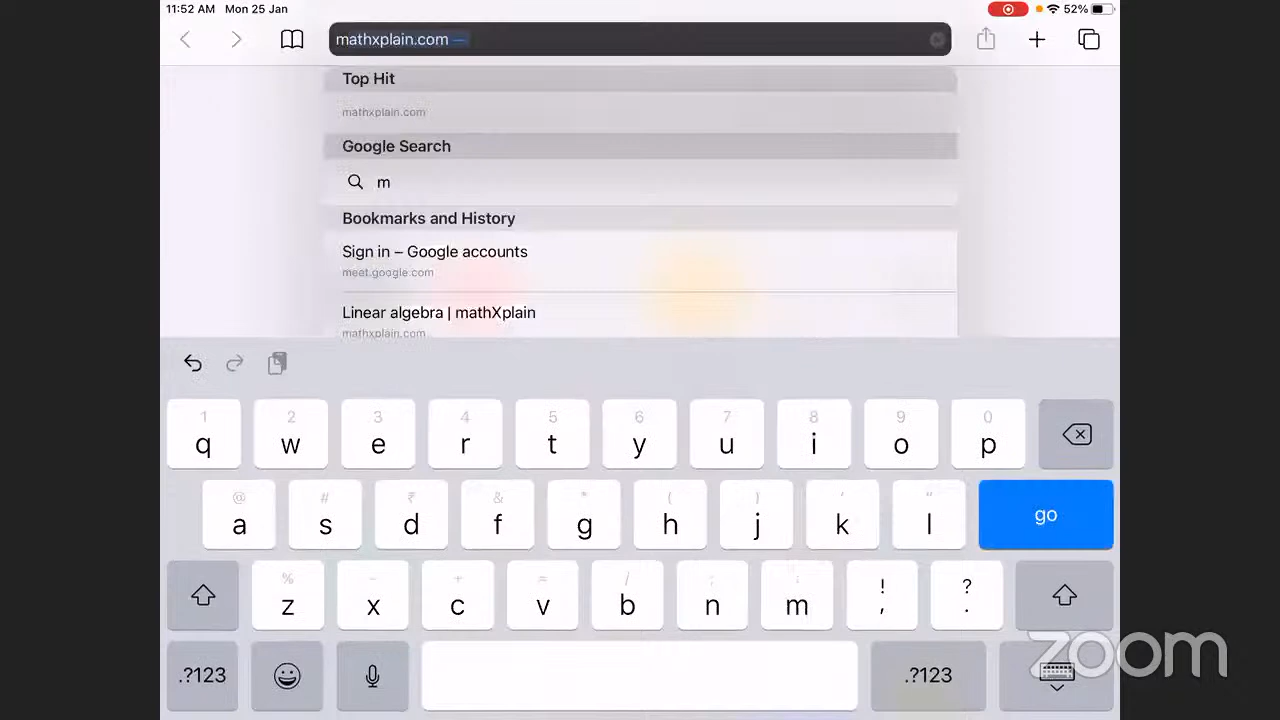 11:52 AM Mon 25 Jan 52%
mathxplain.com —
Top Hit
mathxplain.com
Google Search
m
Bookmarks and History
Sign in – Google accounts
meet.google.com
Linear algebra | mathXplain
mathxplain.com
1 2 3 4 5 6 7 8 9 0
q w e r t y u i o p
@ # ₹ & * ( ) ' "
a s d f g h j k l go
% - + = / ; : ! ?
z x c v b n m , .
.?123 .?123
zoom